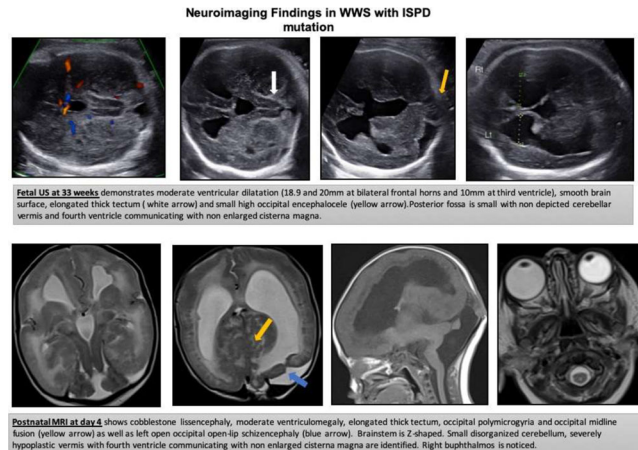 Neuroimaging Findings in WWS with ISPD
mutation
Rt
Lt
Fetal US at 33 weeks demonstrates moderate ventricular dilatation (18.9 and 20mm at bilateral frontal horns and 10mm at third ventricle), smooth brain
surface, elongated thick tectum ( white arrow) and small high occipital encephalocele (yellow arrow).Posterior fossa is small with non depicted cerebellar
vermis and fourth ventricle communicating with non enlarged cisterna magna.
Postnatal MRI at day 4 shows cobblestone lissencephaly, moderate ventriculomegaly, elongated thick tectum, occipital polymicrogyria and occipital midline
fusion (yellow arrow) as well as left open occipital open-lip schizencephaly (blue arrow). Brainstem is Z-shaped. Small disorganized cerebellum, severely
hypoplastic vermis with fourth ventricle communicating with non enlarged cisterna magna are identified. Right buphthalmos is noticed.